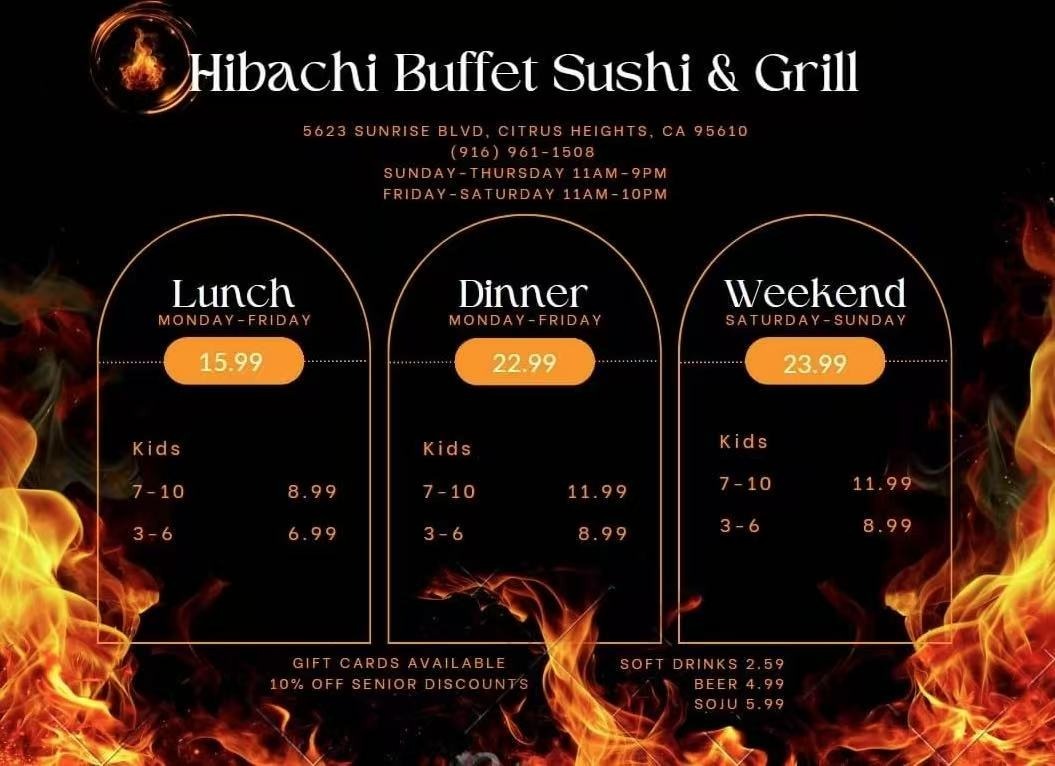 Hibachi Buffet Sushi & Grill
5623 SUNRISE BLVD, CITRUS HEIGHTS, CA 95610
(916) 961-1508
SUNDAY-THURSDAY 11AM-9PM
FRIDAY-SATURDAY 11AM-10PM
Lunch
MONDAY-FRIDAY
15.99
Kids
7-10 8.99
3-6 6.99
Dinner
MONDAY-FRIDAY
22.99
Kids
7-10 11.99
3-6 8.99
Weekend
SATURDAY-SUNDAY
23.99
Kids
7-10 11.99
3-6 8.99
GIFT CARDS AVAILABLE
10% OFF SENIOR DISCOUNTS
SOFT DRINKS 2.59
BEER 4.99
SOJU 5.99